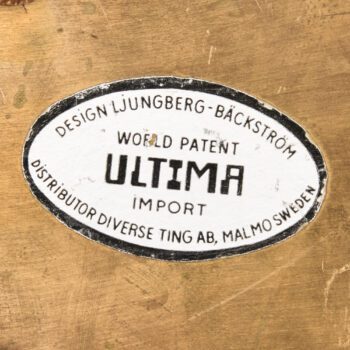 DESIGN LJUNGBERG-BÄCKSTRÖM
WORLD PATENT
ULTIMA
IMPORT
DISTRIBUTOR DIVERSE TING AB, MALMO SWEDEN